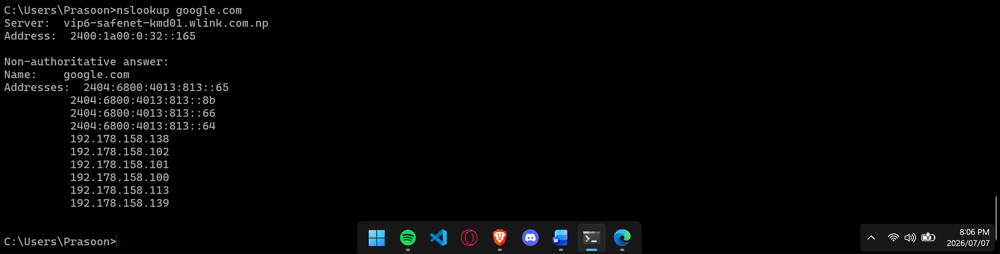 C:\Users\Prasoon>nslookup google.com
Server:  vip6-safenet-kmd01.wlink.com.np
Address:  2400:1a00:0:32::165
Non-authoritative answer:
Name:    google.com
Addresses:  2404:6800:4013:813::65
2404:6800:4013:813::8b
2404:6800:4013:813::66
2404:6800:4013:813::64
192.178.158.138
192.178.158.102
192.178.158.101
192.178.158.100
192.178.158.113
192.178.158.139
C:\Users\Prasoon>
W
8:06 PM
2026/07/07